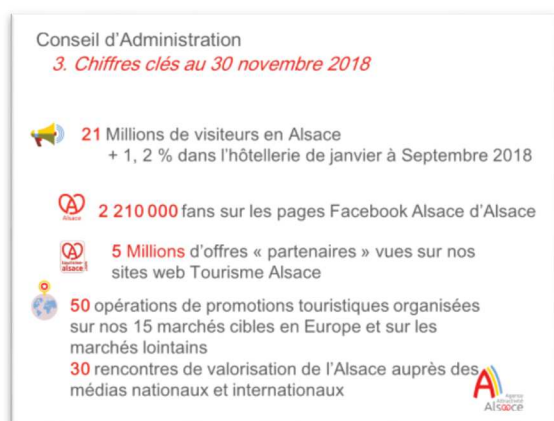 Conseil d'Administration
3. Chiffres clés au 30 novembre 2018
21 Millions de visiteurs en Alsace
+ 1, 2 % dans l'hôtellerie de janvier à Septembre 2018
Alsace
2 210 000 fans sur les pages Facebook Alsace d'Alsace
alsace
5 Millions d'offres « partenaires » vues sur nos
sites web Tourisme Alsace
50 opérations de promotions touristiques organisées
sur nos 15 marchés cibles en Europe et sur les
marchés lointains
30 rencontres de valorisation de l'Alsace auprès des
médias nationaux et internationaux
Agence
Attractivité
Alsace